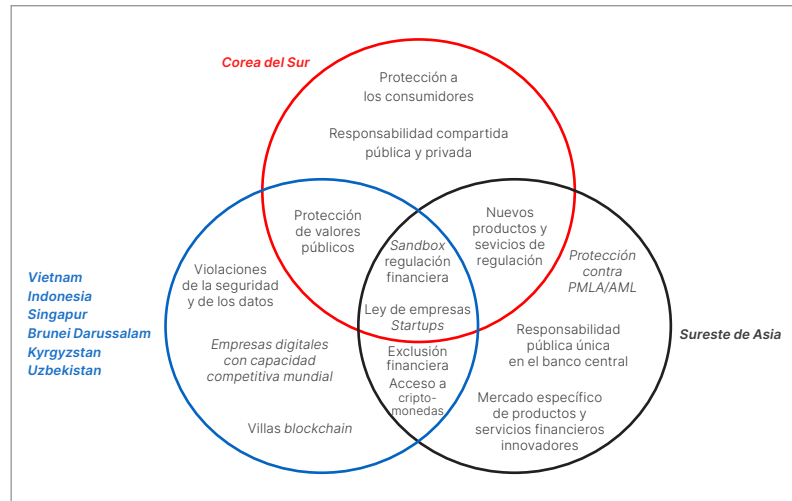 Corea del Sur
Protección a
los consumidores
Responsabilidad compartida
pública y privada
Protección
de valores
públicos
Nuevos
productos y
sevicios de
regulación
Sandbox
regulación
financiera
Ley de empresas
Startups
Violaciones
de la seguridad
y de los datos
Empresas digitales
con capacidad
competitiva mundial
Villas blockchain
Exclusión
financiera
Acceso a
cripto-
monedas
Protección
contra
PMLA/AML
Responsabilidad
pública única
en el banco central
Mercado específico
de productos y
servicios financieros
innovadores
Vietnam
Indonesia
Singapur
Brunei Darussalam
Kyrgyzstan
Uzbekistan
Sureste de Asia